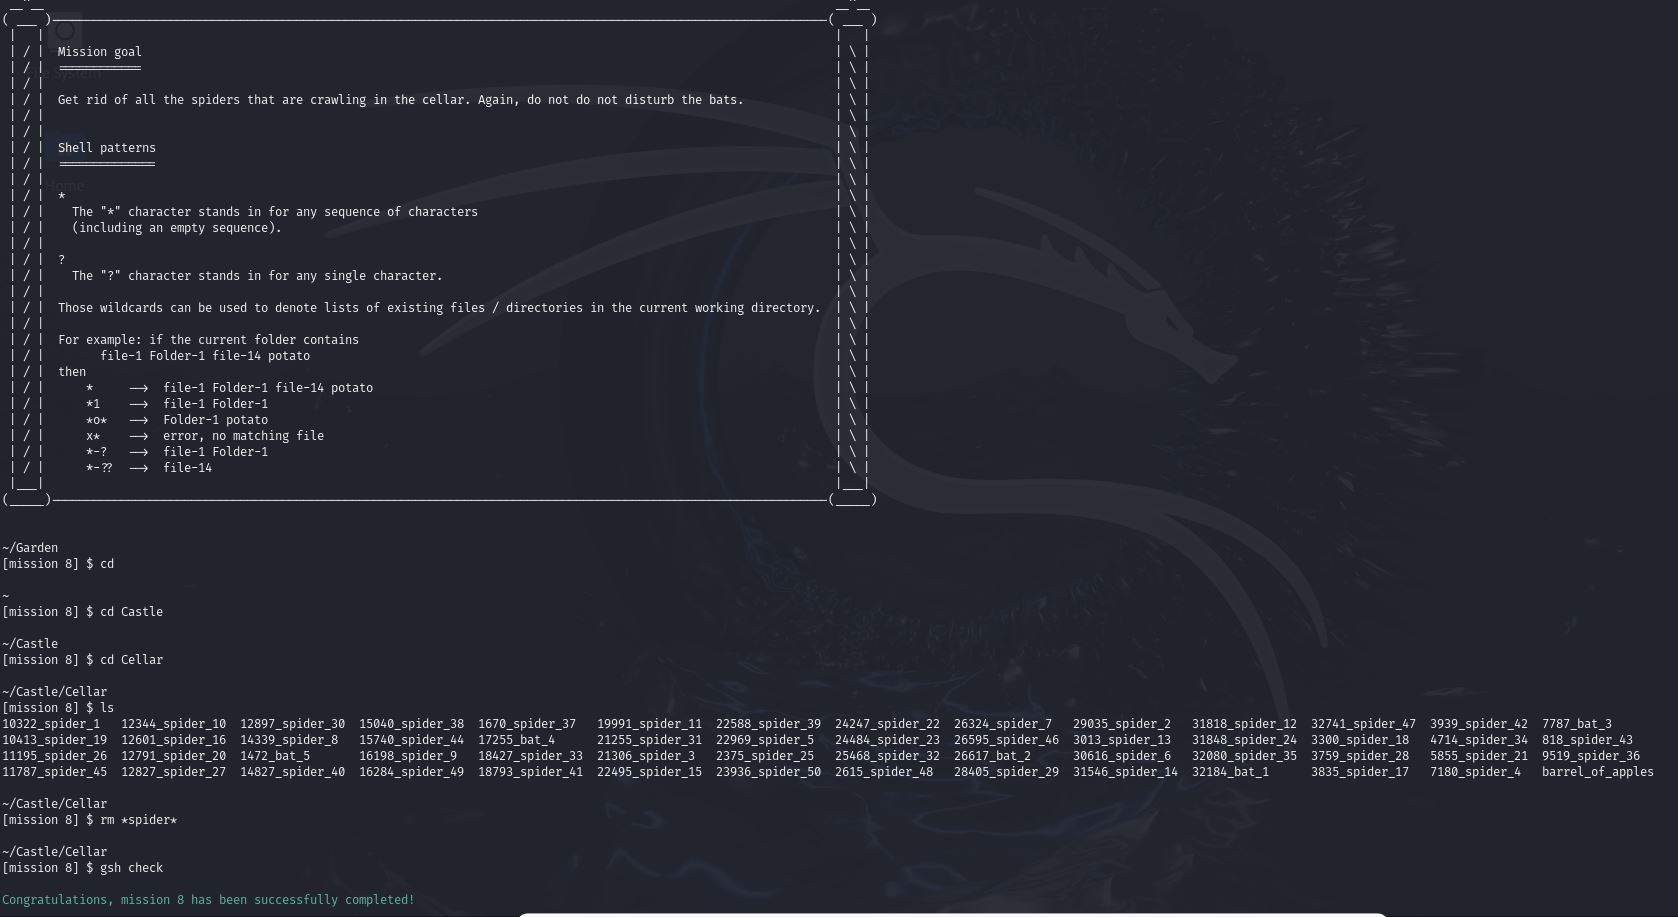 Mission goal
============
Get rid of all the spiders that are crawling in the cellar. Again, do not do not disturb the bats.
Shell patterns
==============
*
The "*" character stands in for any sequence of characters
(including an empty sequence).
?
The "?" character stands in for any single character.
Those wildcards can be used to denote lists of existing files / directories in the current working directory.
For example: if the current folder contains
file-1 Folder-1 file-14 potato
then
* --> file-1 Folder-1 file-14 potato
*1 --> file-1 Folder-1
*o* --> Folder-1 potato
x* --> error, no matching file
*-? --> file-1 Folder-1
*-?? --> file-14
~/Garden
[mission 8] $ cd
~
[mission 8] $ cd Castle
~/Castle
[mission 8] $ cd Cellar
~/Castle/Cellar
[mission 8] $ ls
10322_spider_1 12344_spider_10 12897_spider_30 15040_spider_38 1670_spider_37 19991_spider_11 22588_spider_39 24247_spider_22 26324_spider_7 29035_spider_2 31818_spider_12 32741_spider_47 3939_spider_42 7787_bat_3
10413_spider_19 12601_spider_16 14339_spider_8 15740_spider_44 17255_bat_4 21255_spider_31 22969_spider_5 24484_spider_23 26595_spider_46 3013_spider_13 31848_spider_24 3300_spider_18 4714_spider_34 818_spider_43
11195_spider_26 12791_spider_20 1472_bat_5 16198_spider_9 18427_spider_33 21306_spider_3 2375_spider_25 25468_spider_32 26617_bat_2 30616_spider_6 32080_spider_35 3759_spider_28 5855_spider_21 9519_spider_36
11787_spider_45 12827_spider_27 14827_spider_40 16284_spider_49 18793_spider_41 22495_spider_15 23936_spider_50 2615_spider_48 28405_spider_29 31546_spider_14 32184_bat_1 3835_spider_17 7180_spider_4 barrel_of_apples
~/Castle/Cellar
[mission 8] $ rm *spider*
~/Castle/Cellar
[mission 8] $ gsh check
Congratulations, mission 8 has been successfully completed!